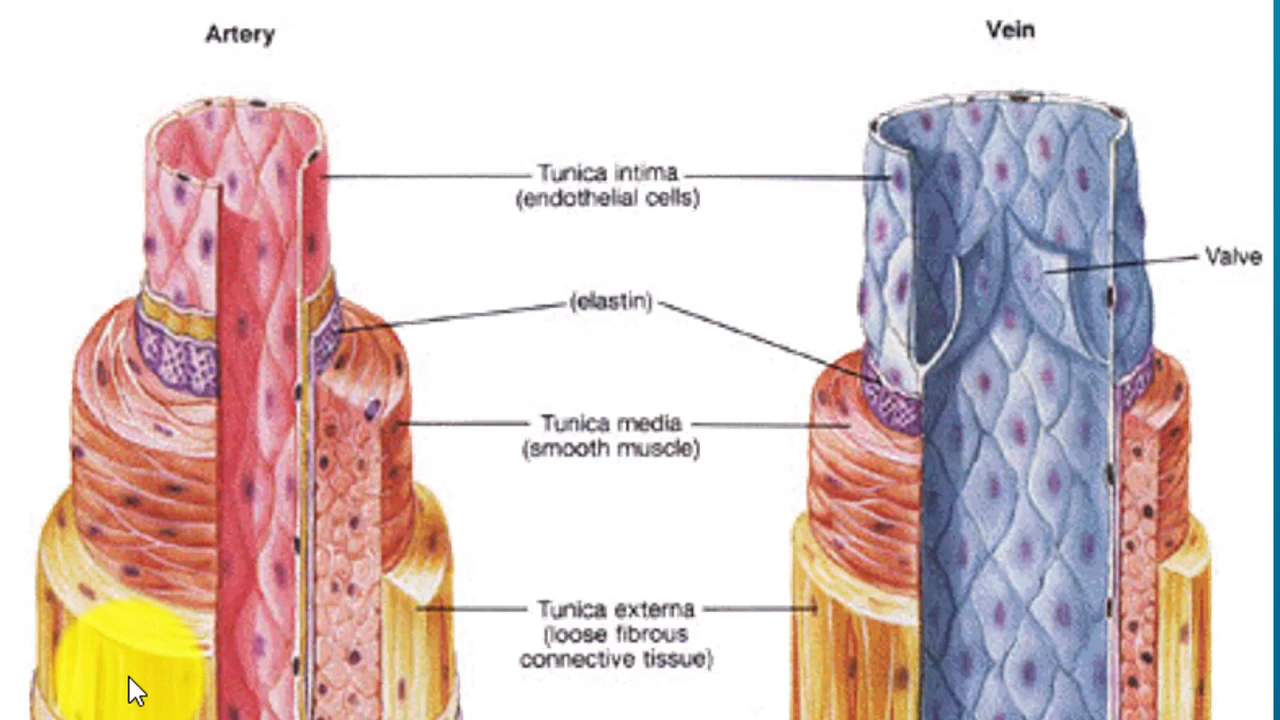 Artery
Vein
Tunica intima
(endothelial cells)
Valve
(elastin)
Tunica media
(smooth muscle)
Tunica externa
(loose fibrous
connective tissue)